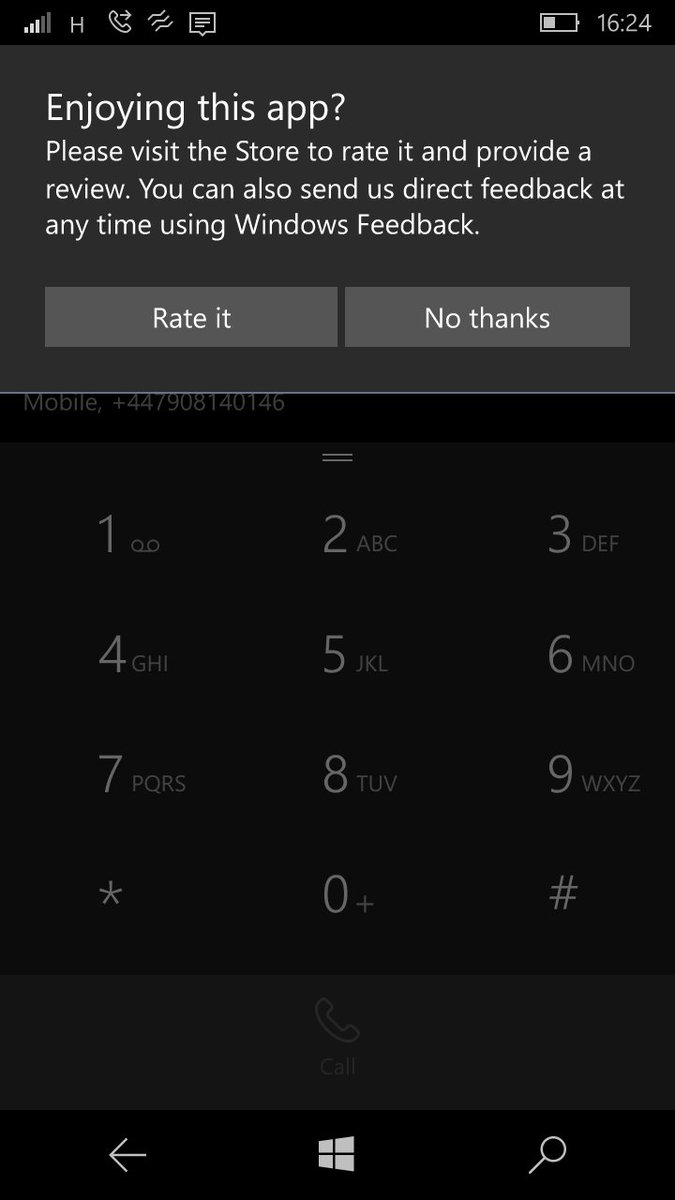 H 16:24
Enjoying this app?
Please visit the Store to rate it and provide a
review. You can also send us direct feedback at
any time using Windows Feedback.
Rate it No thanks
Mobile, +447908140146
1 2 ABC 3 DEF
4 GHI 5 JKL 6 MNO
7 PQRS 8 TUV 9 WXYZ
* 0 + #
Call